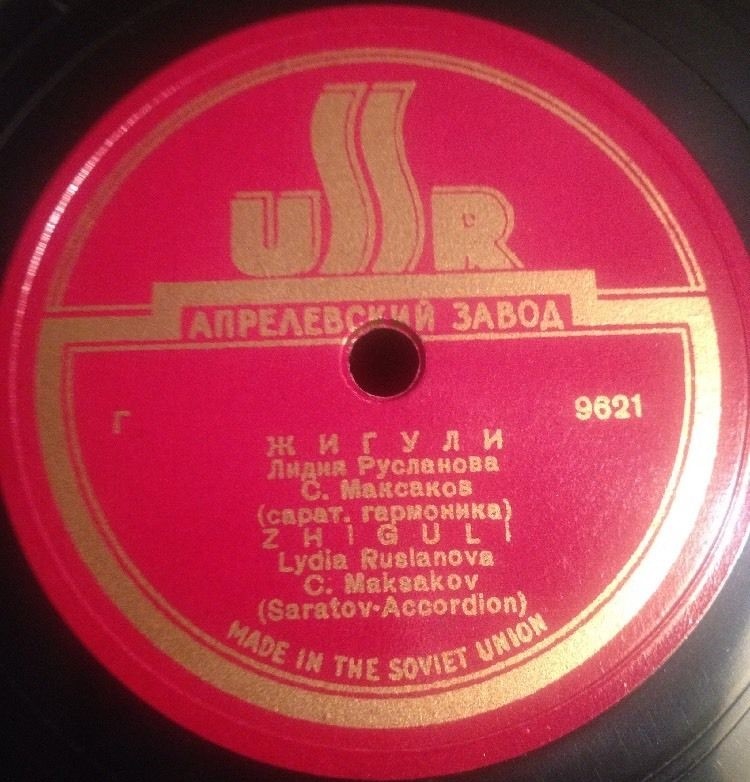 USSR
АПРЕЛЕВСКИЙ ЗАВОД
Г 9621
ЖИГУЛИ
Лидия Русланова
С. Максаков
(сарат. гармоника)
ZHIGULI
Lydia Ruslanova
C. Maksakov
(Saratov-Accordion)
MADE IN THE SOVIET UNION